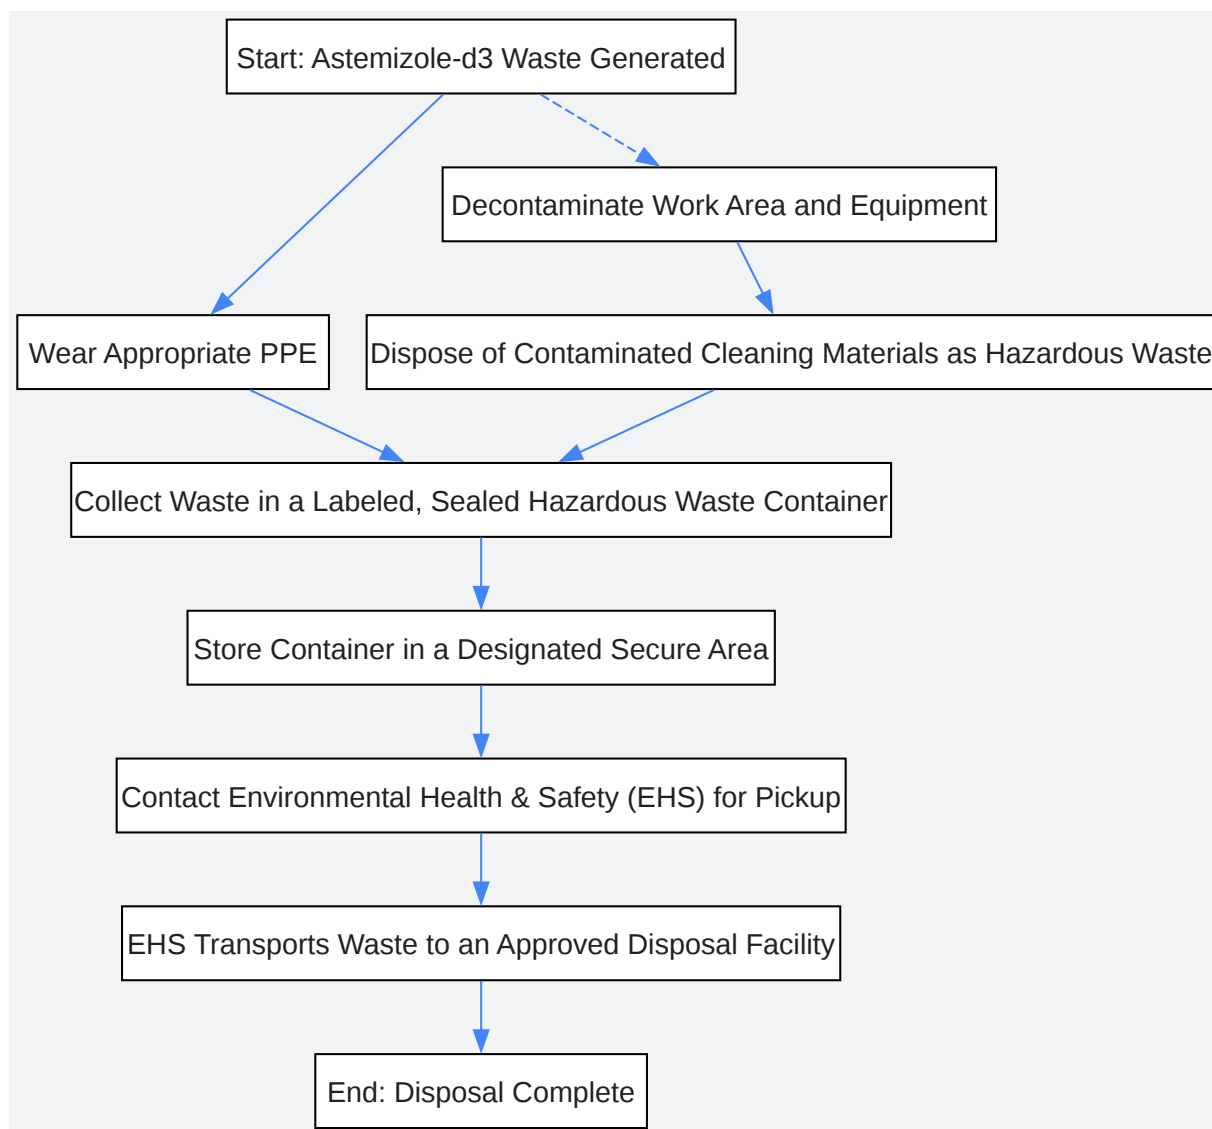 Start: Astemizole-d3 Waste Generated
Decontaminate Work Area and Equipment
Wear Appropriate PPE
Dispose of Contaminated Cleaning Materials as Hazardous Waste
Collect Waste in a Labeled, Sealed Hazardous Waste Container
Store Container in a Designated Secure Area
Contact Environmental Health & Safety (EHS) for Pickup
EHS Transports Waste to an Approved Disposal Facility
End: Disposal Complete